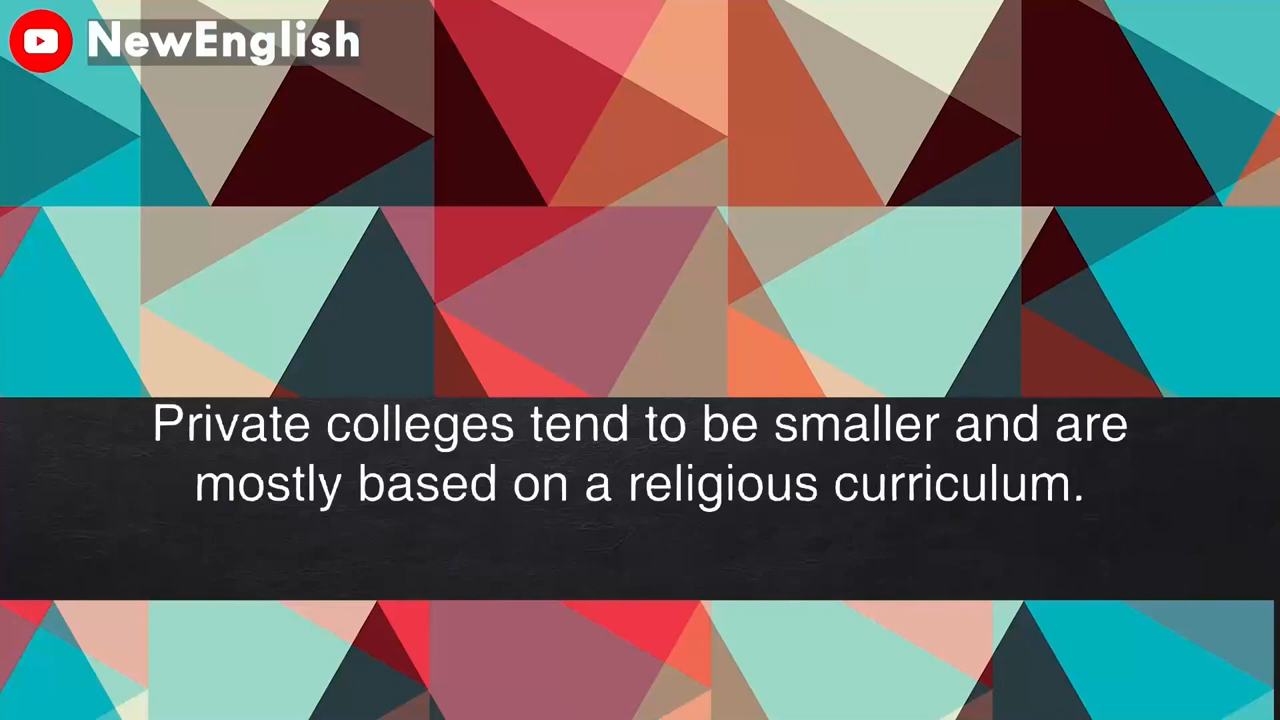 NewEnglish
Private colleges tend to be smaller and are
mostly based on a religious curriculum.